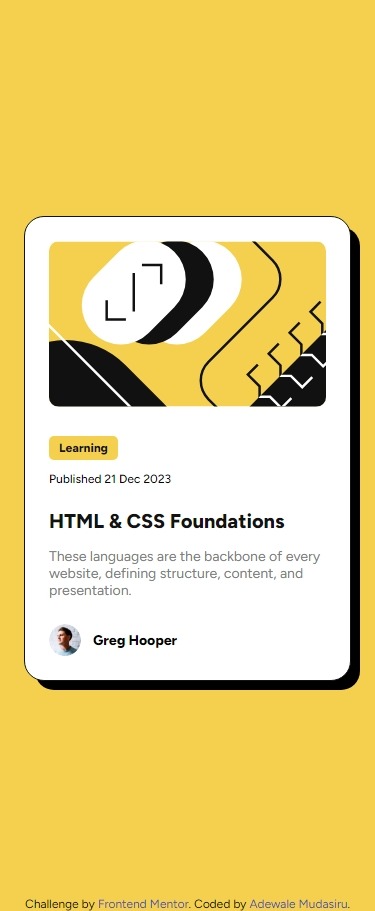 Learning
Published 21 Dec 2023
HTML & CSS Foundations
These languages are the backbone of every
website, defining structure, content, and
presentation.
Greg Hooper
Challenge by Frontend Mentor. Coded by Adewale Mudasiru.